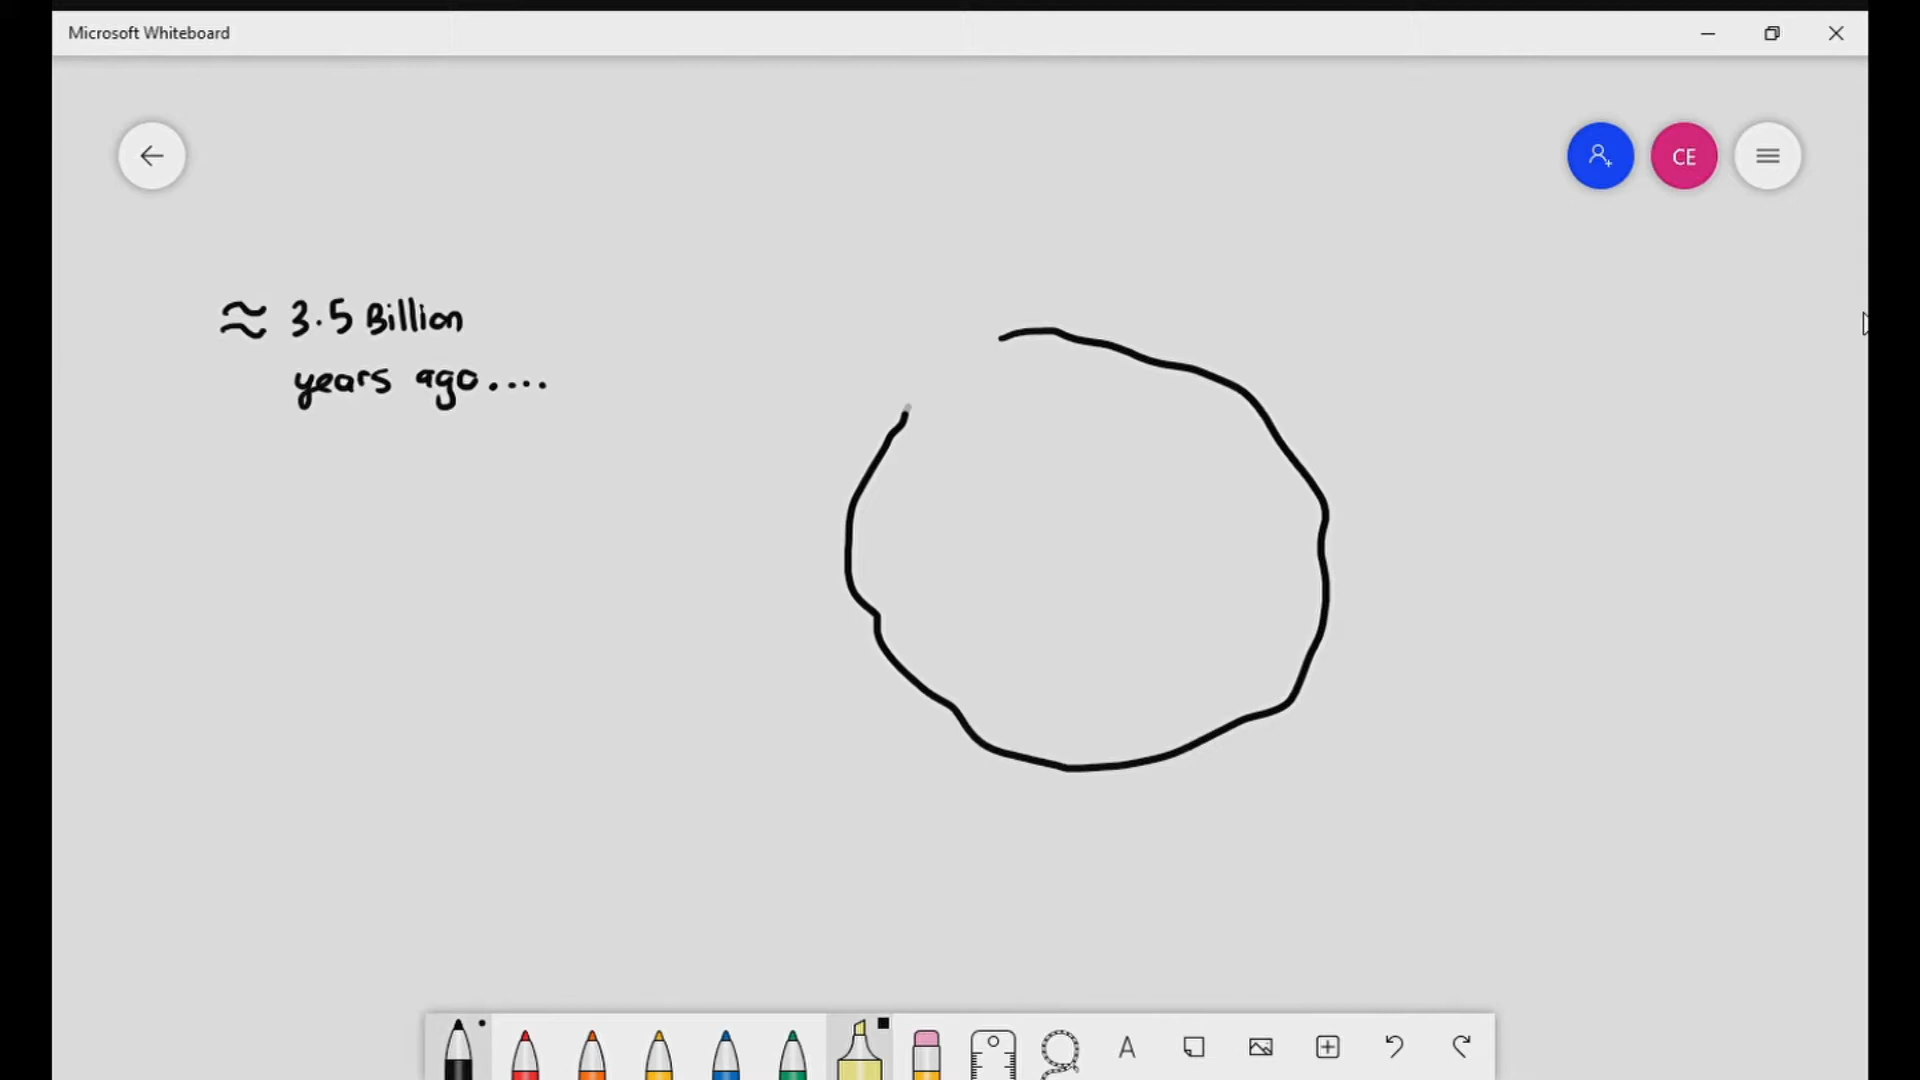 Microsoft Whiteboard
CE
≈ 3.5 Billion
years ago....
A